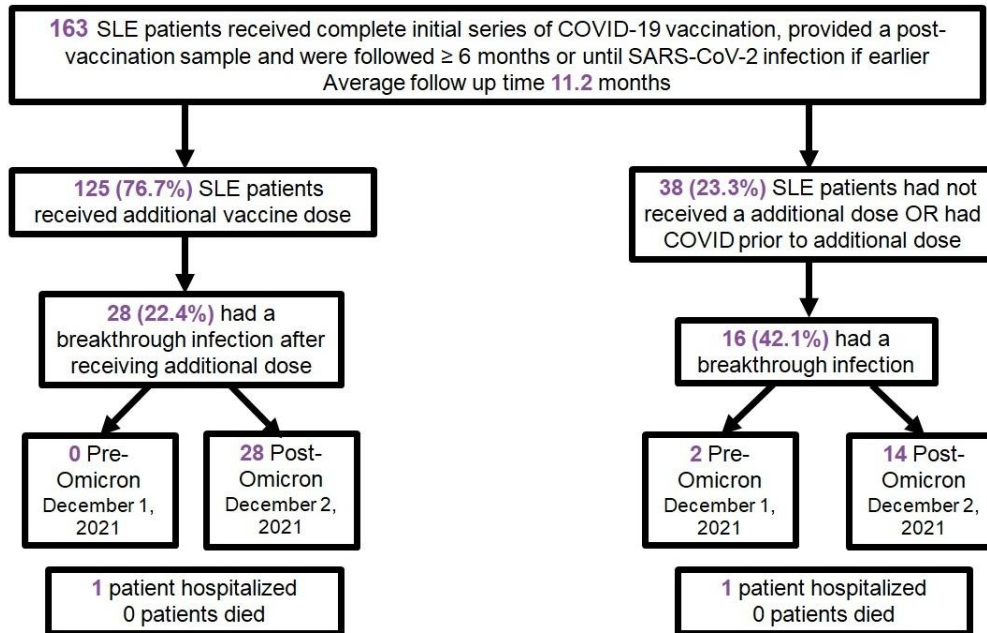 163 SLE patients received complete initial series of COVID-19 vaccination, provided a post-
vaccination sample and were followed ≥ 6 months or until SARS-CoV-2 infection if earlier
Average follow up time 11.2 months
125 (76.7%) SLE patients
received additional vaccine dose
38 (23.3%) SLE patients had not
received a additional dose OR had
COVID prior to additional dose
28 (22.4%) had a
breakthrough infection after
receiving additional dose
16 (42.1%) had a
breakthrough infection
0 Pre-
Omicron
December 1,
2021
28 Post-
Omicron
December 2,
2021
2 Pre-
Omicron
December 1,
2021
14 Post-
Omicron
December 2,
2021
1 patient hospitalized
0 patients died
1 patient hospitalized
0 patients died